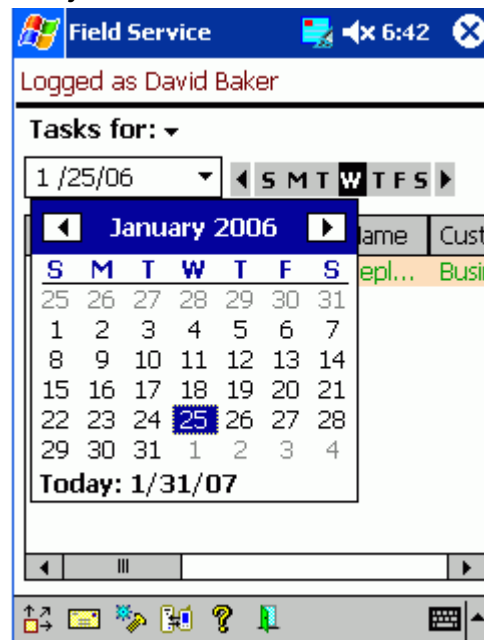 Field Service 6:42
Logged as David Baker
Tasks for:
1 /25/06 S M T W T F S
January 2006 Cust
S M T W T F S
25 26 27 28 29 30 31 Busi
1 2 3 4 5 6 7
8 9 10 11 12 13 14
15 16 17 18 19 20 21
22 23 24 25 26 27 28
29 30 31 1 2 3 4
Today: 1/31/07